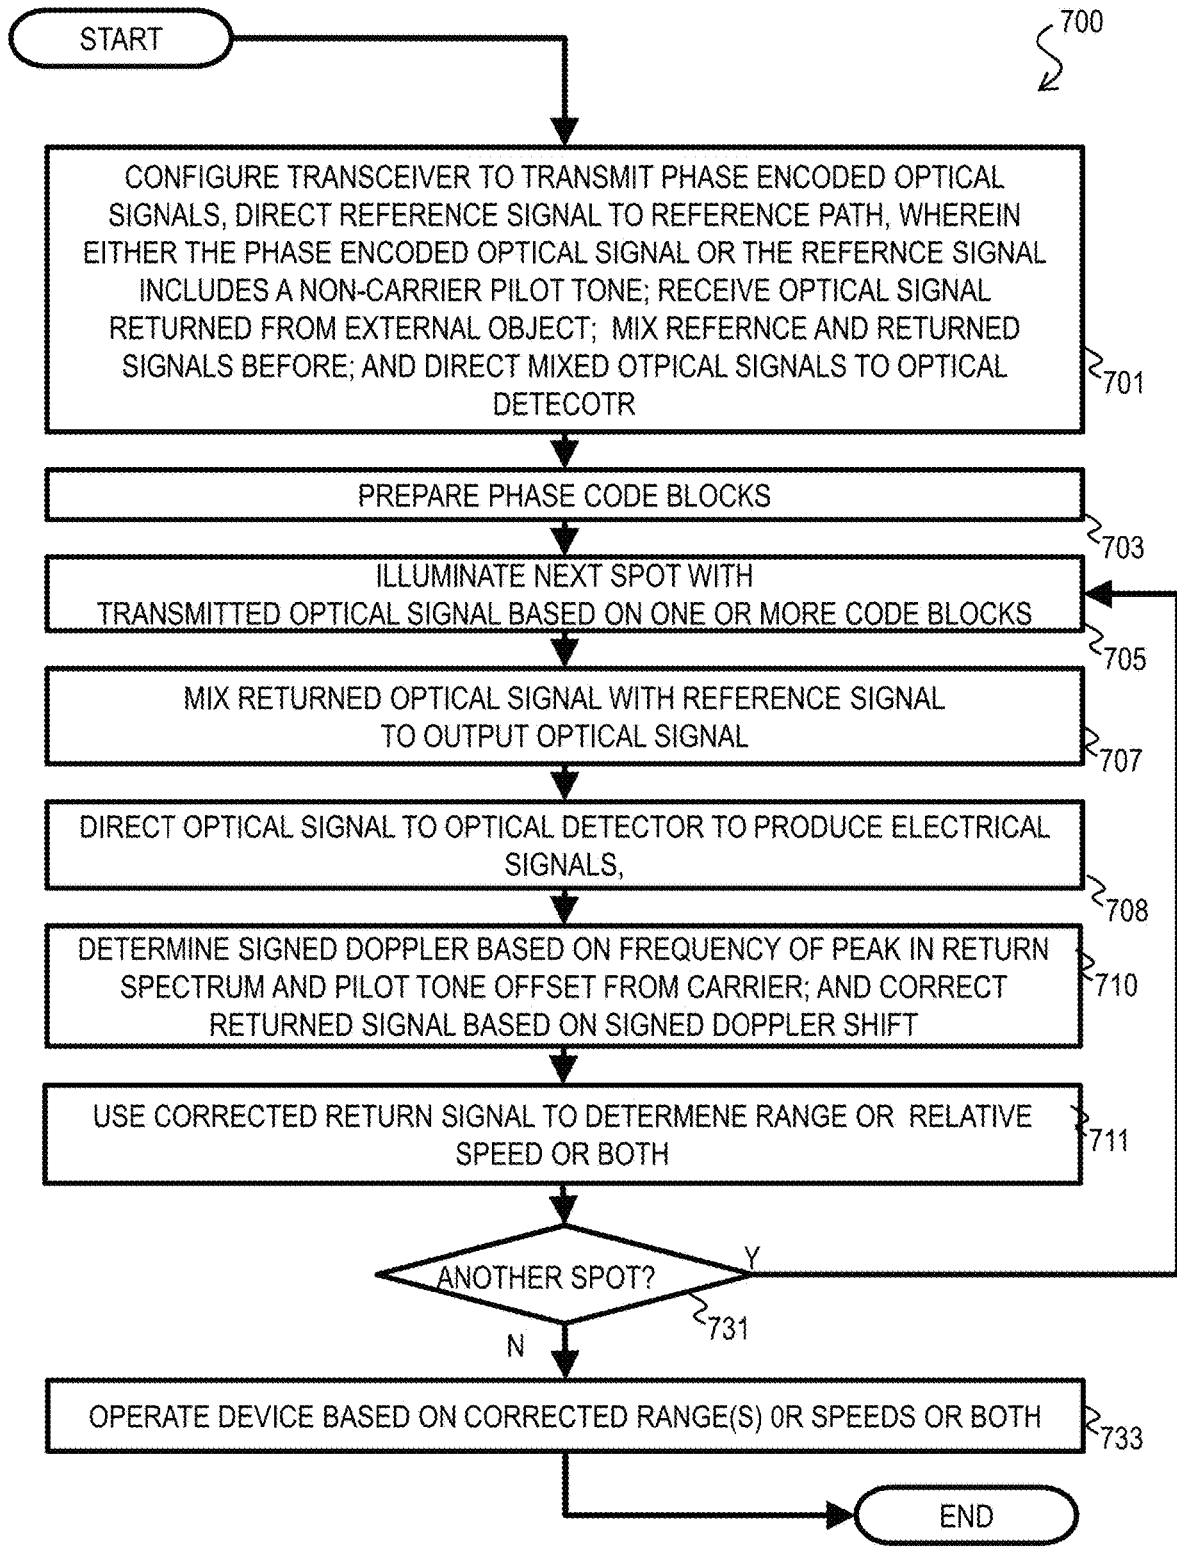 START
700
CONFIGURE TRANSCEIVER TO TRANSMIT PHASE ENCODED OPTICAL
SIGNALS, DIRECT REFERENCE SIGNAL TO REFERENCE PATH, WHEREIN
EITHER THE PHASE ENCODED OPTICAL SIGNAL OR THE REFERNCE SIGNAL
INCLUDES A NON-CARRIER PILOT TONE; RECEIVE OPTICAL SIGNAL
RETURNED FROM EXTERNAL OBJECT; MIX REFERNCE AND RETURNED
SIGNALS BEFORE; AND DIRECT MIXED OTPICAL SIGNALS TO OPTICAL
DETECOTR
701
PREPARE PHASE CODE BLOCKS
703
ILLUMINATE NEXT SPOT WITH
TRANSMITTED OPTICAL SIGNAL BASED ON ONE OR MORE CODE BLOCKS
705
MIX RETURNED OPTICAL SIGNAL WITH REFERENCE SIGNAL
TO OUTPUT OPTICAL SIGNAL
707
DIRECT OPTICAL SIGNAL TO OPTICAL DETECTOR TO PRODUCE ELECTRICAL
SIGNALS,
708
DETERMINE SIGNED DOPPLER BASED ON FREQUENCY OF PEAK IN RETURN
SPECTRUM AND PILOT TONE OFFSET FROM CARRIER; AND CORRECT
RETURNED SIGNAL BASED ON SIGNED DOPPLER SHIFT
710
USE CORRECTED RETURN SIGNAL TO DETERMENE RANGE OR RELATIVE
SPEED OR BOTH
711
ANOTHER SPOT?
Y
731
N
OPERATE DEVICE BASED ON CORRECTED RANGE(S) 0R SPEEDS OR BOTH
733
END